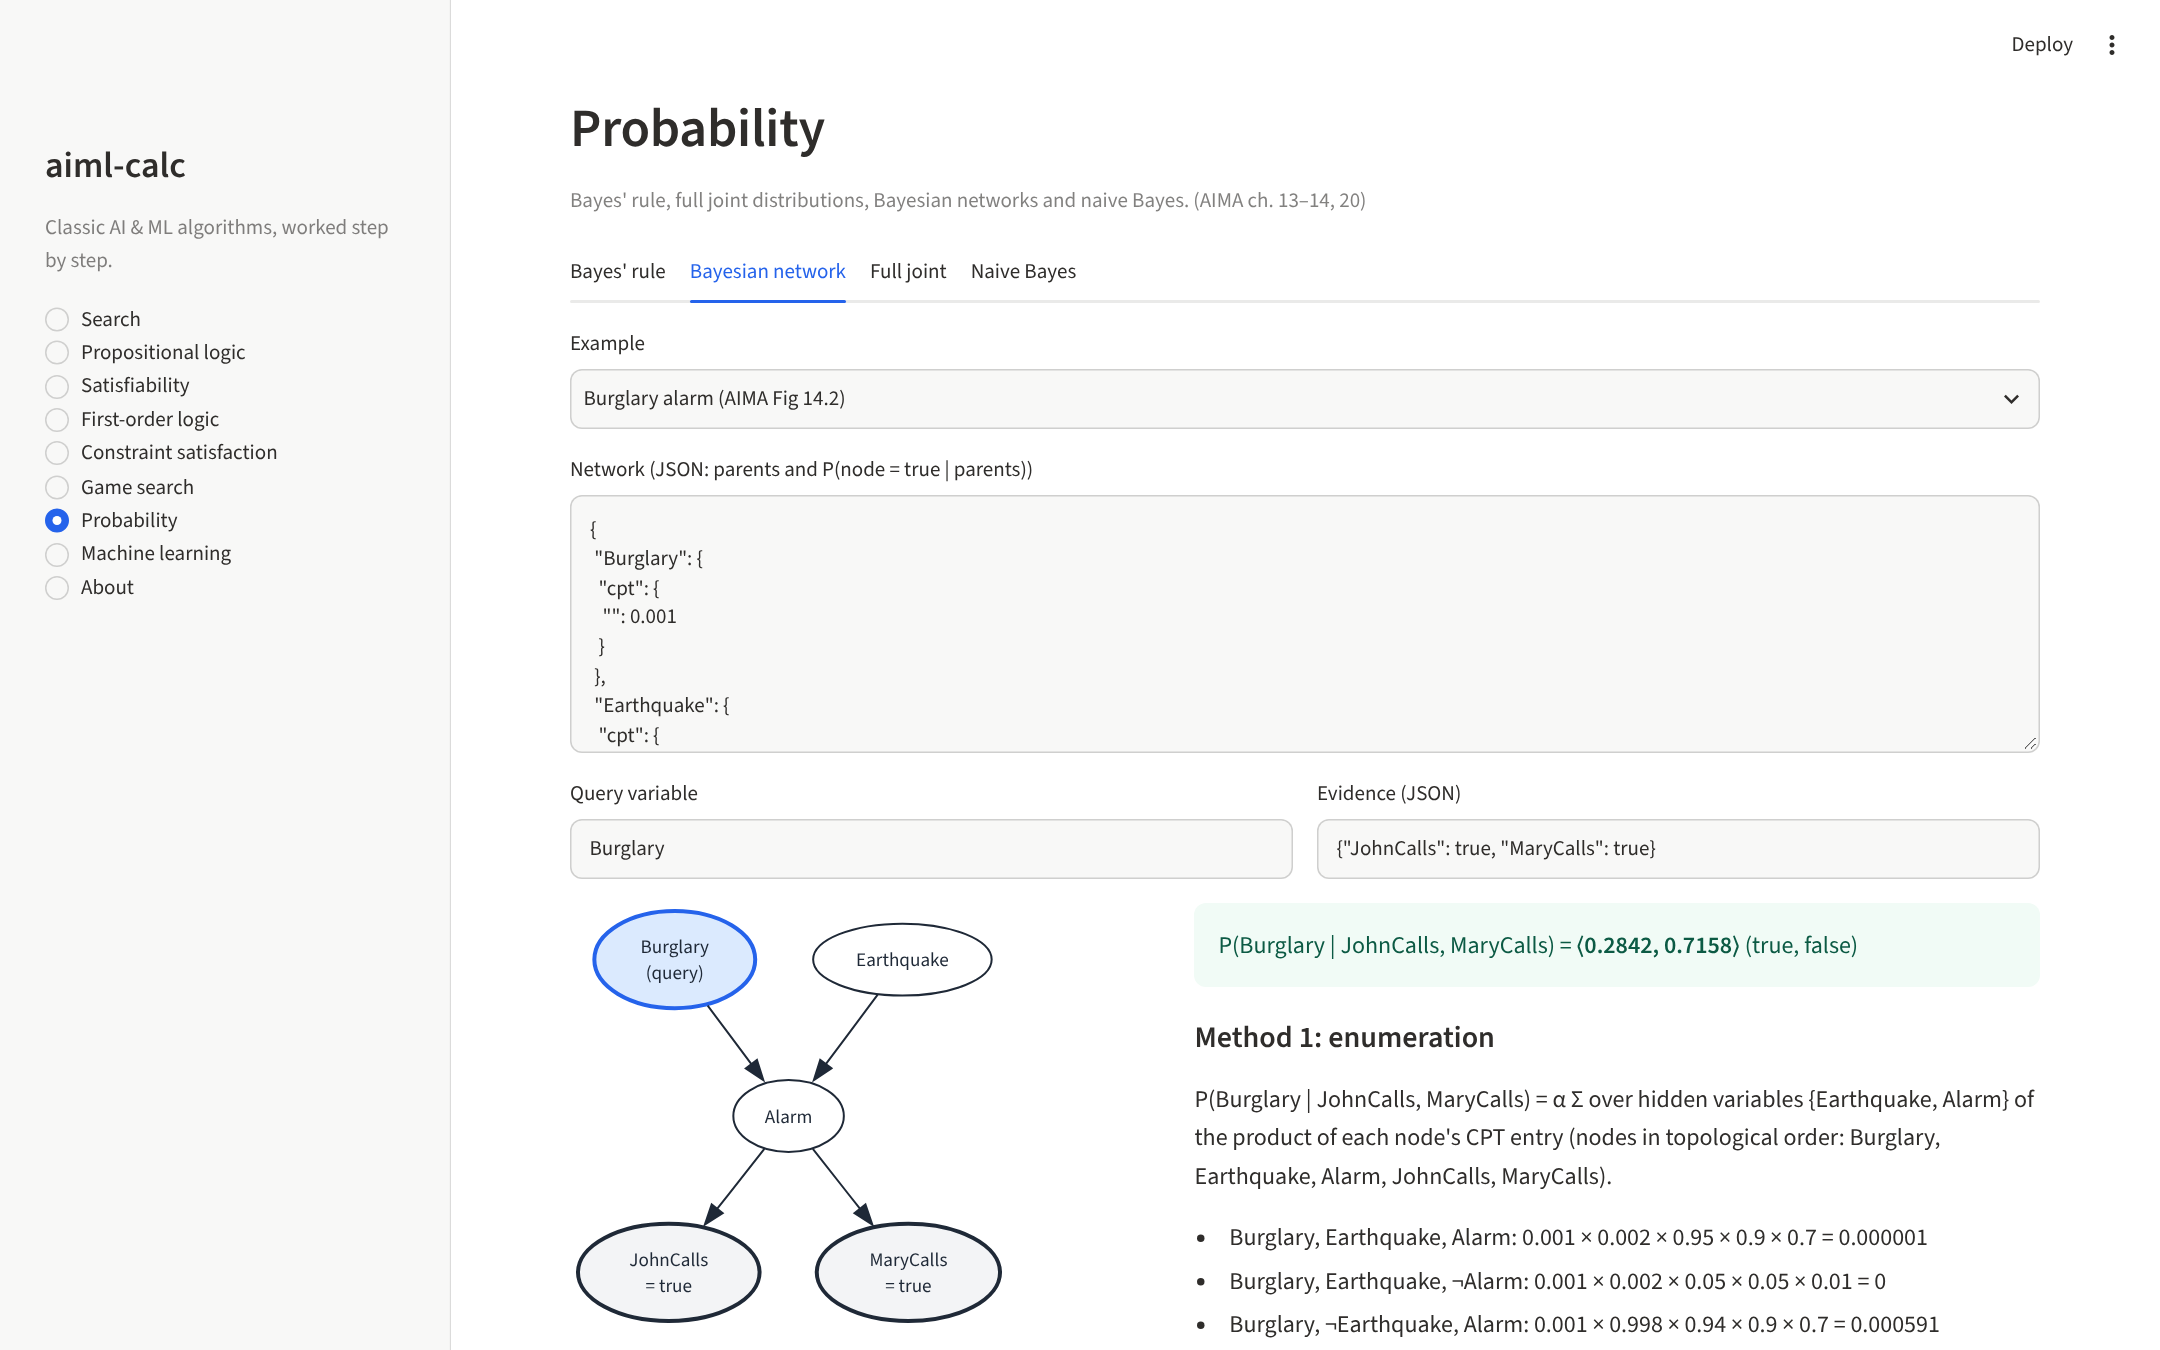 Deploy
aiml-calc
Classic AI & ML algorithms, worked step
by step.
Search
Propositional logic
Satisfiability
First-order logic
Constraint satisfaction
Game search
Probability
Machine learning
About
Probability
Bayes' rule, full joint distributions, Bayesian networks and naive Bayes. (AIMA ch. 13–14, 20)
Bayes' rule Bayesian network Full joint Naive Bayes
Example
Burglary alarm (AIMA Fig 14.2)
Network (JSON: parents and P(node = true | parents))
{
"Burglary": {
"cpt": {
"": 0.001
}
},
"Earthquake": {
"cpt": {
Query variable
Burglary
Evidence (JSON)
{"JohnCalls": true, "MaryCalls": true}
Burglary
(query)
Earthquake
Alarm
JohnCalls
= true
MaryCalls
= true
P(Burglary | JohnCalls, MaryCalls) = ⟨0.2842, 0.7158⟩ (true, false)
Method 1: enumeration
P(Burglary | JohnCalls, MaryCalls) = α Σ over hidden variables {Earthquake, Alarm} of
the product of each node's CPT entry (nodes in topological order: Burglary,
Earthquake, Alarm, JohnCalls, MaryCalls).
• Burglary, Earthquake, Alarm: 0.001 × 0.002 × 0.95 × 0.9 × 0.7 = 0.000001
• Burglary, Earthquake, ¬Alarm: 0.001 × 0.002 × 0.05 × 0.05 × 0.01 = 0
• Burglary, ¬Earthquake, Alarm: 0.001 × 0.998 × 0.94 × 0.9 × 0.7 = 0.000591